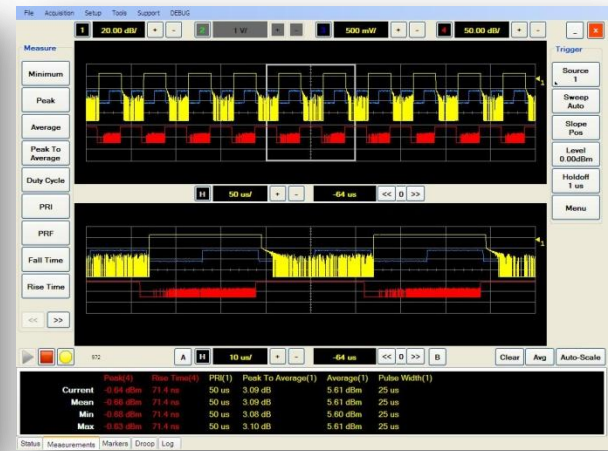 File Acquisition Setup Tools Support DEBUG
1 20.00 dB/ + - 2 1 V/ + - 3 500 mV/ + - 4 50.00 dB/ + - _ x
Measure
Trigger
Minimum
Peak
Average
Peak To Average
Duty Cycle
PRI
PRF
Fall Time
Rise Time
<< >>
Source 1
Sweep Auto
Slope Pos
Level 0.00dBm
Holdoff 1 us
Menu
1
H 50 us/ + - -64 us << 0 >>
1
872 A H 10 us/ + - -64 us << 0 >> B Clear Avg Auto-Scale
Peak(4) Rise Time(4) PRI(1) Peak To Average(1) Average(1) Pulse Width(1)
Current -0.64 dBm 71.4 ns 50 us 3.09 dB 5.61 dBm 25 us
Mean -0.66 dBm 71.4 ns 50 us 3.09 dB 5.61 dBm 25 us
Min -0.68 dBm 71.4 ns 50 us 3.08 dB 5.60 dBm 25 us
Max -0.63 dBm 71.4 ns 50 us 3.10 dB 5.61 dBm 25 us
Status Measurements Markers Droop Log